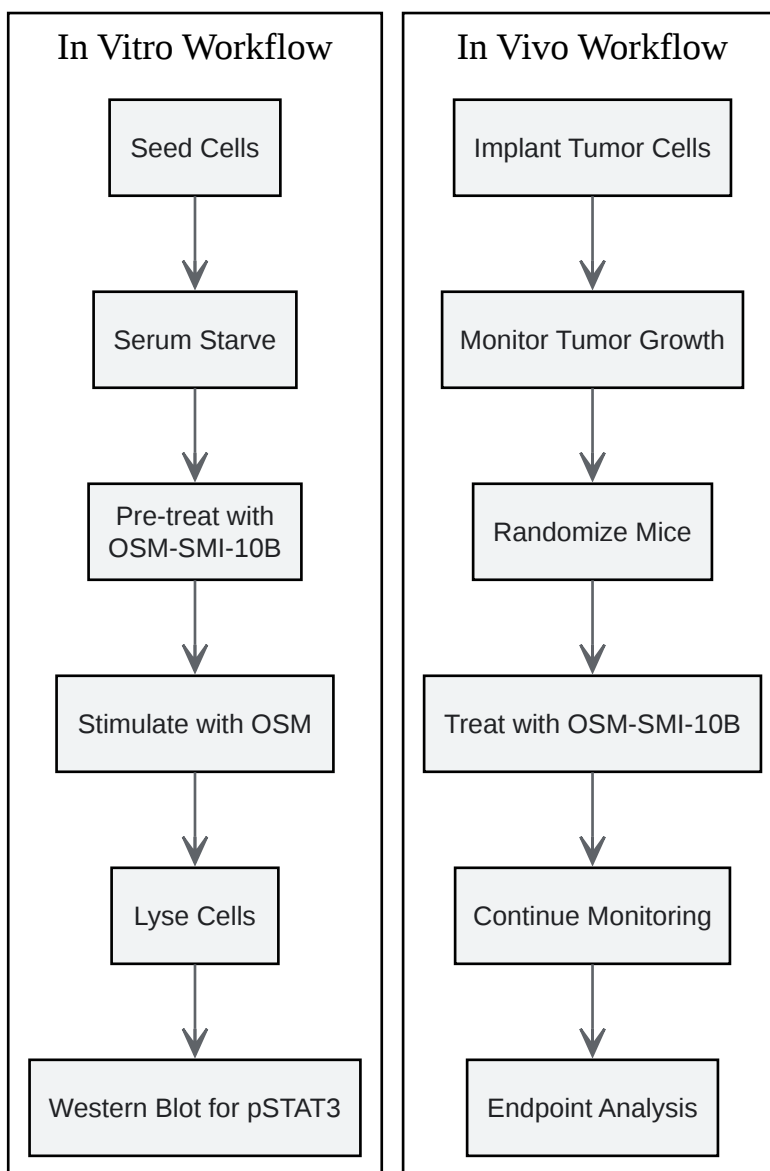 In Vitro Workflow
Seed Cells
Serum Starve
Pre-treat with
OSM-SMI-10B
Stimulate with OSM
Lyse Cells
Western Blot for pSTAT3
In Vivo Workflow
Implant Tumor Cells
Monitor Tumor Growth
Randomize Mice
Treat with OSM-SMI-10B
Continue Monitoring
Endpoint Analysis